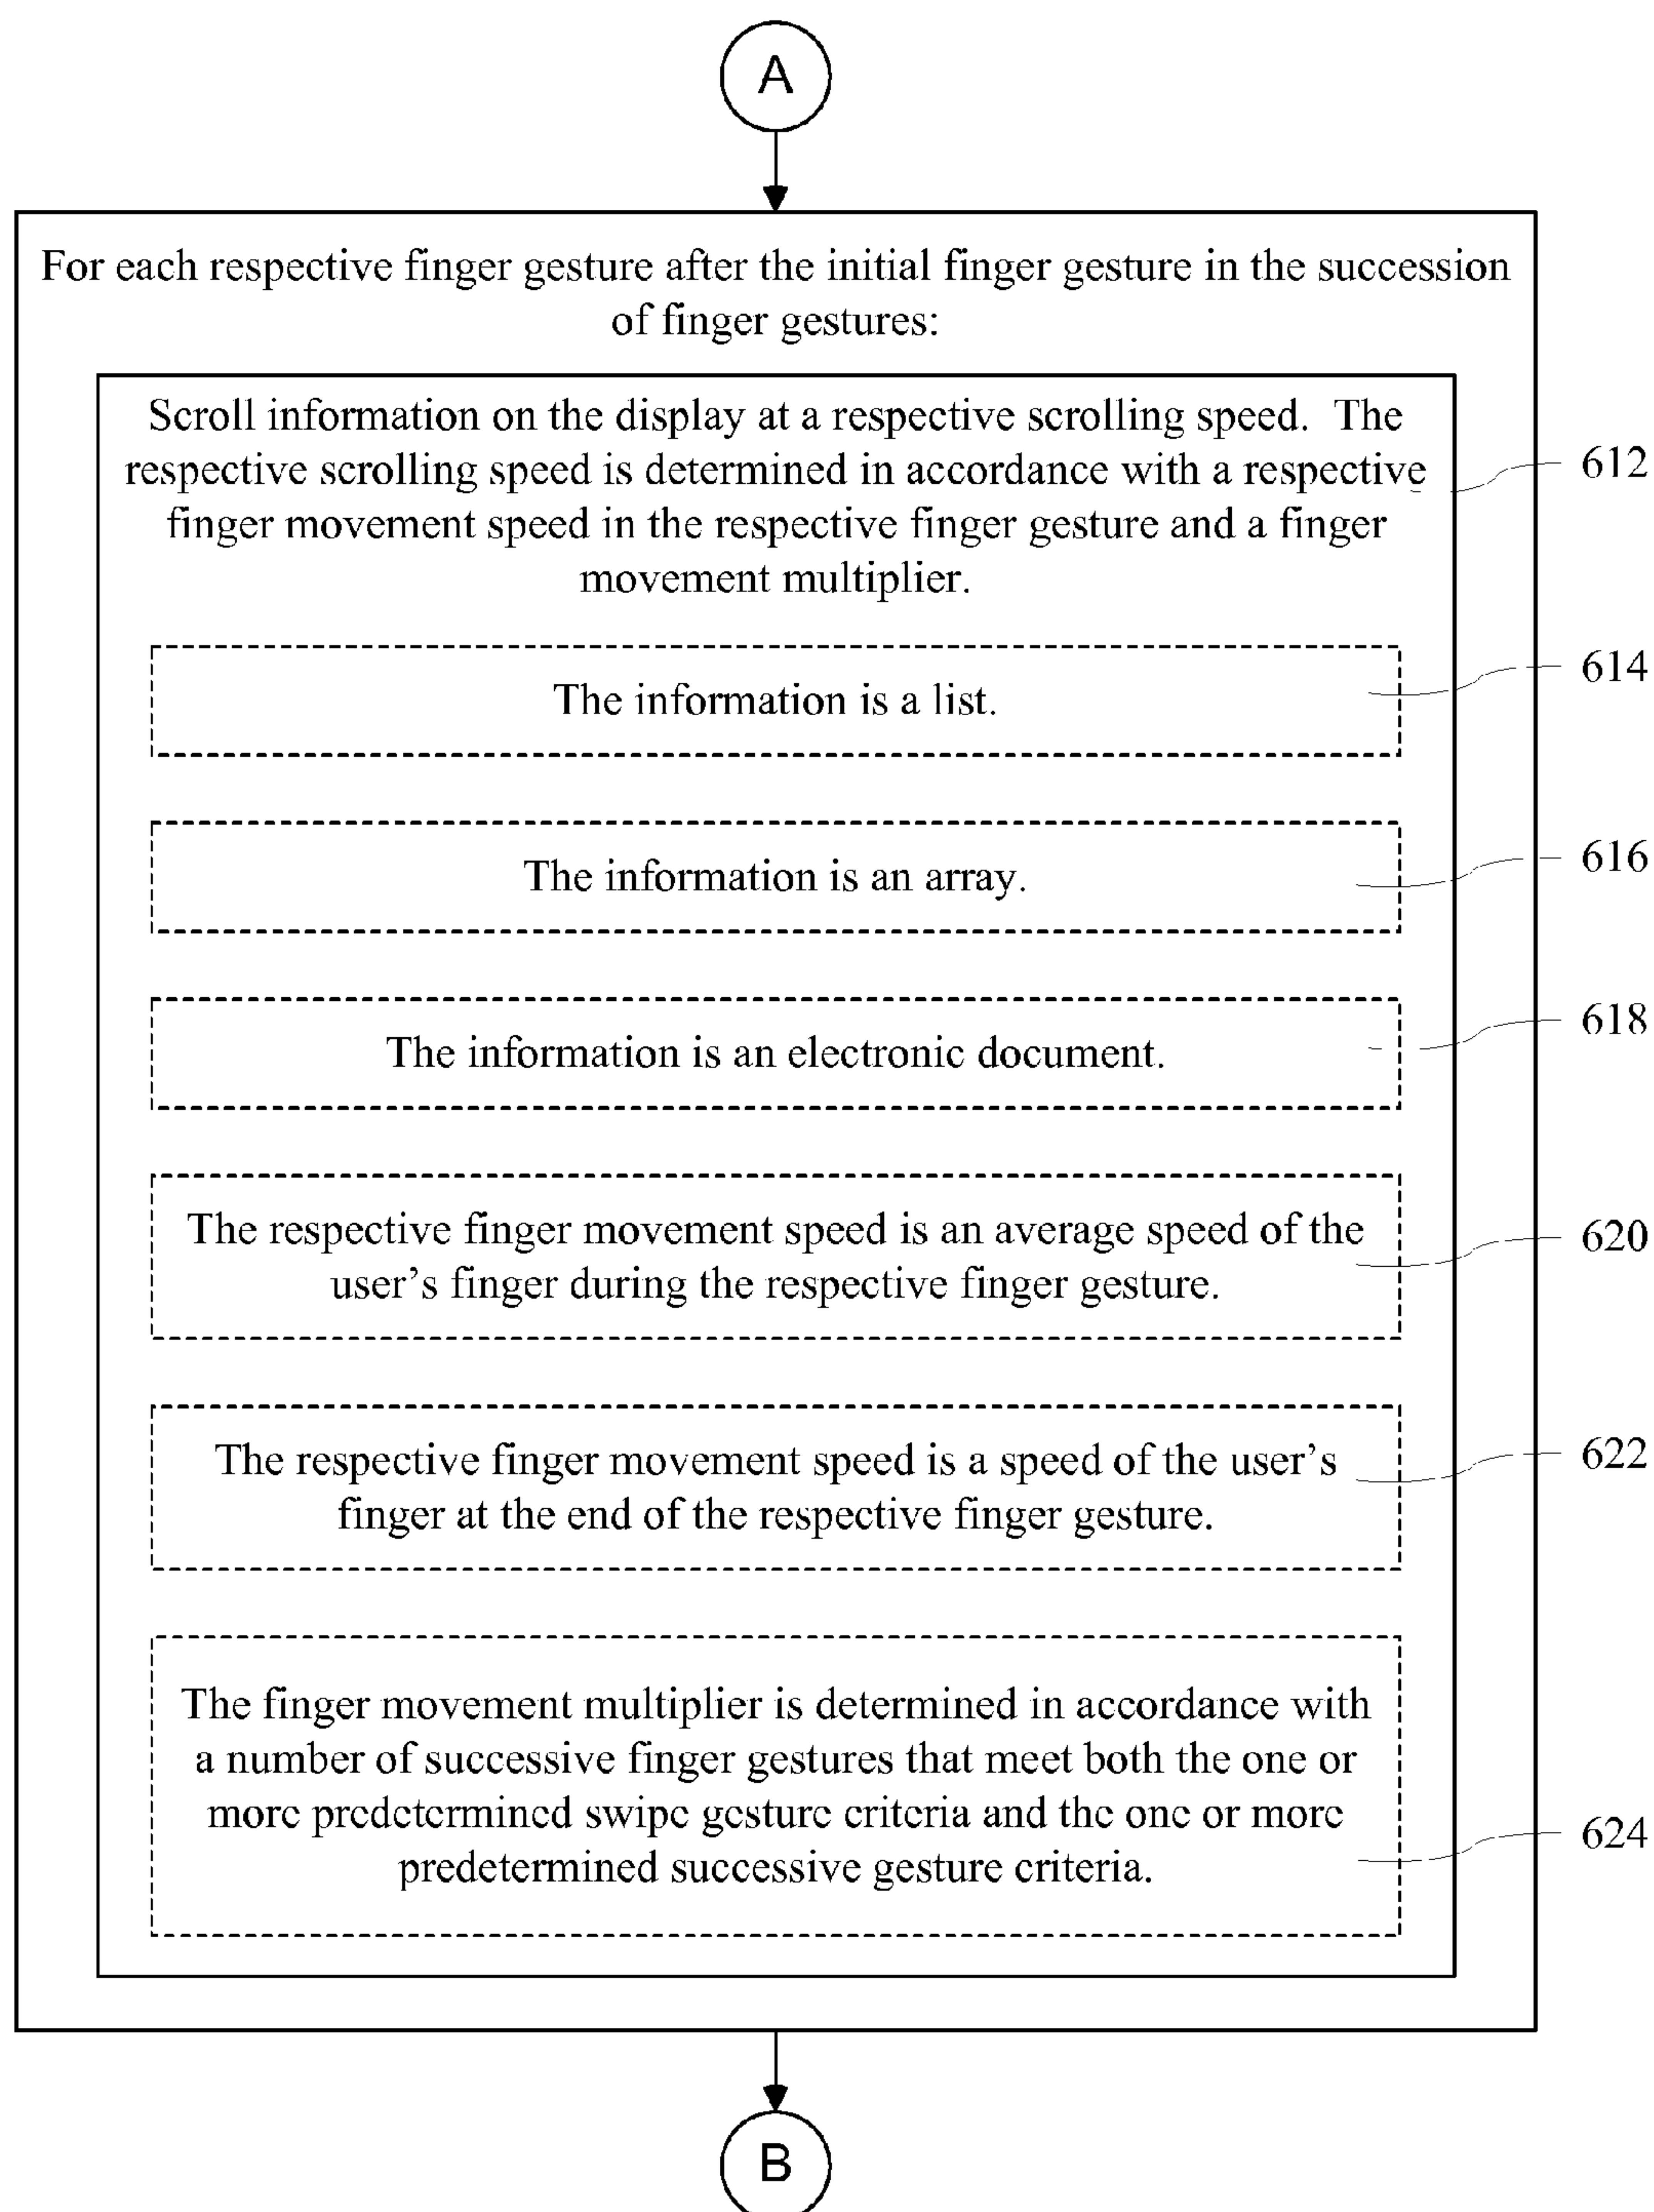 A
For each respective finger gesture after the initial finger gesture in the succession
of finger gestures:
Scroll information on the display at a respective scrolling speed.  The
respective scrolling speed is determined in accordance with a respective
finger movement speed in the respective finger gesture and a finger
movement multiplier.
612
The information is a list.
614
The information is an array.
616
The information is an electronic document.
618
The respective finger movement speed is an average speed of the
user’s finger during the respective finger gesture.
620
The respective finger movement speed is a speed of the user’s
finger at the end of the respective finger gesture.
622
The finger movement multiplier is determined in accordance with
a number of successive finger gestures that meet both the one or
more predetermined swipe gesture criteria and the one or more
predetermined successive gesture criteria.
624
B